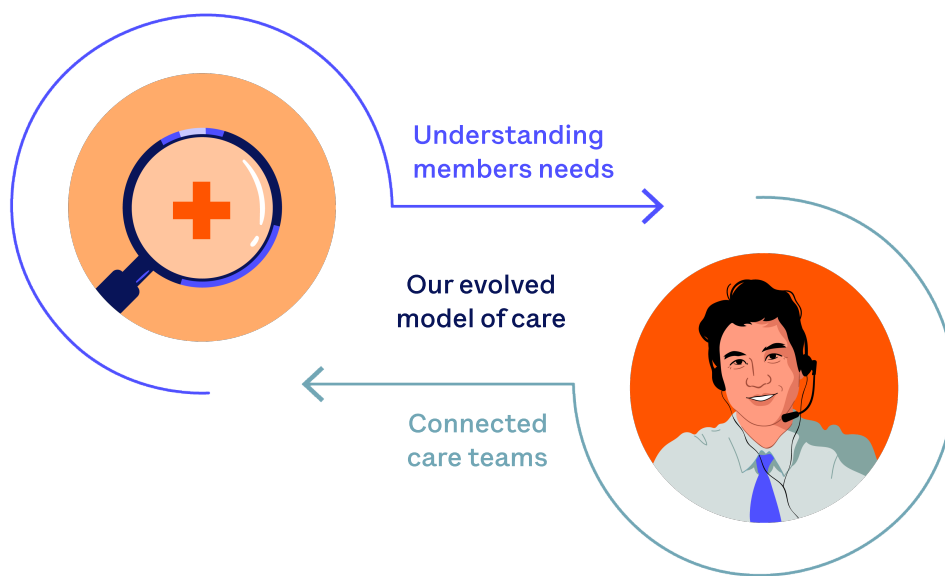 Understanding
members needs
Our evolved
model of care
Connected
care teams